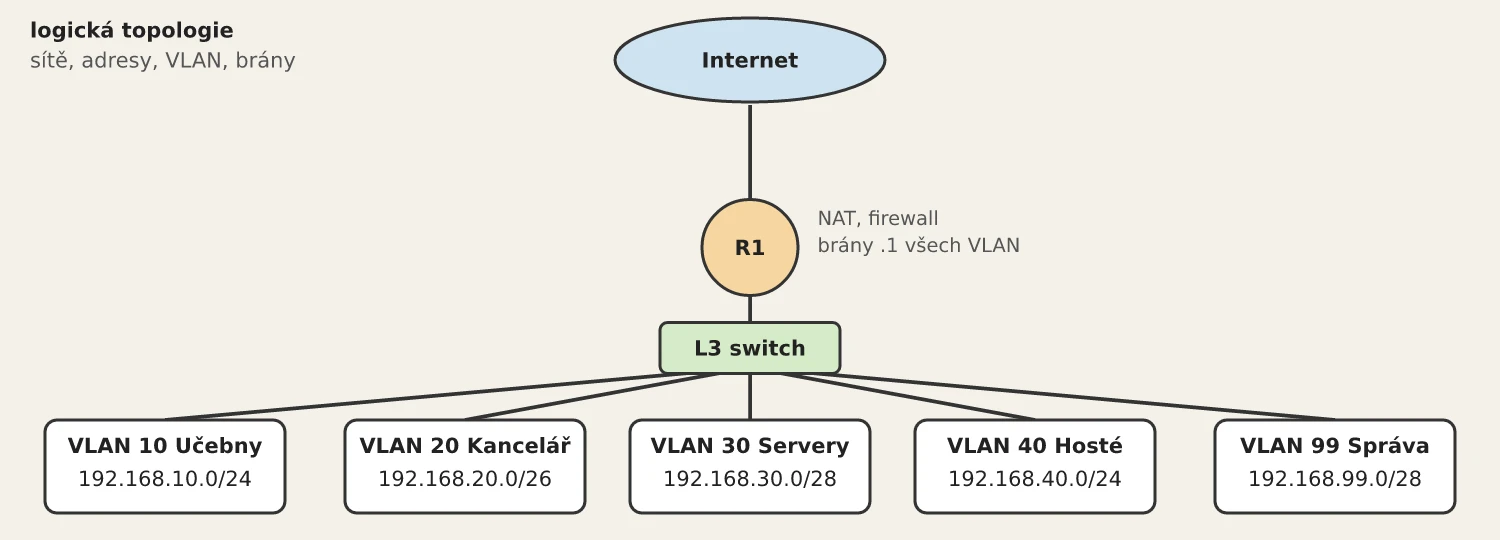 logická topologie
sítě, adresy, VLAN, brány
Internet
R1
NAT, firewall
brány .1 všech VLAN
L3 switch
VLAN 10 Učebny
192.168.10.0/24
VLAN 20 Kancelář
192.168.20.0/26
VLAN 30 Servery
192.168.30.0/28
VLAN 40 Hosté
192.168.40.0/24
VLAN 99 Správa
192.168.99.0/28